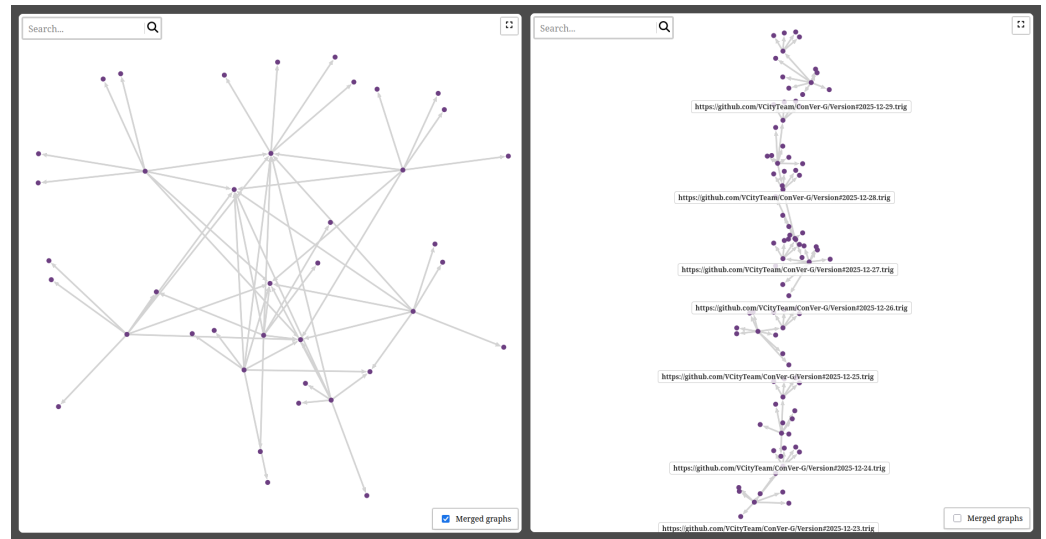 Search...
Merged graphs
Search...
https://github.com/VCityTeam/ConVer-G/Version#2025-12-29.trig
https://github.com/VCityTeam/ConVer-G/Version#2025-12-28.trig
https://github.com/VCityTeam/ConVer-G/Version#2025-12-27.trig
https://github.com/VCityTeam/ConVer-G/Version#2025-12-26.trig
https://github.com/VCityTeam/ConVer-G/Version#2025-12-25.trig
https://github.com/VCityTeam/ConVer-G/Version#2025-12-24.trig
Merged graphs
https://github.com/VCityTeam/ConVer-G/Version#2025-12-23.trig